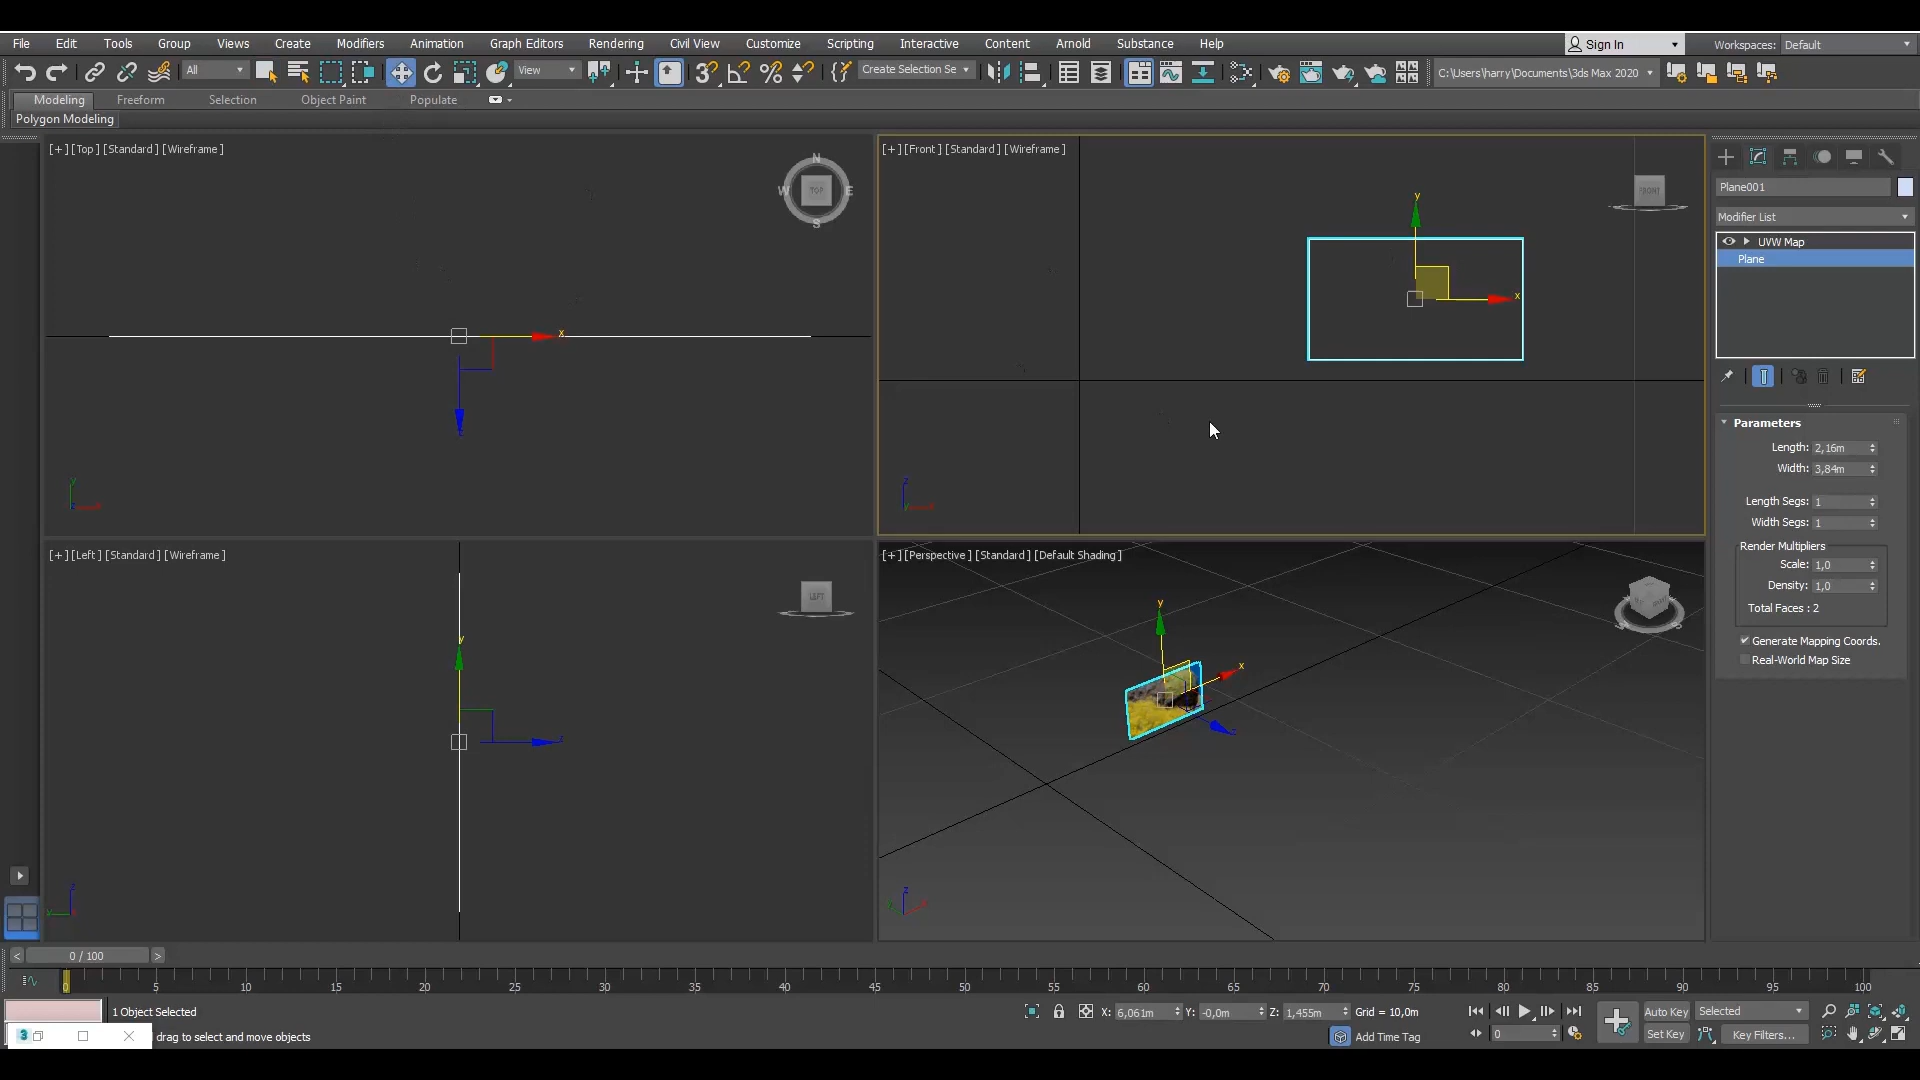 File Edit Tools Group Views Create Modifiers Animation Graph Editors Rendering Civil View Customize Scripting Interactive Content Arnold Substance Help Sign In Workspaces: Default
All View Create Selection Se C:\Users\harry\Documents\3ds Max 2020
Modeling Freeform Selection Object Paint Populate
Polygon Modeling
[+] [Top] [Standard] [Wireframe]
N
W TOP E
S
x
z
y
x
[+] [Front] [Standard] [Wireframe]
FRONT
y
x
z
x
[+] [Left] [Standard] [Wireframe]
LEFT
y
z
z
y
[+] [Perspective] [Standard] [Default Shading]
y
x
z
z
Plane001
Modifier List
UVW Map
Plane
Parameters
Length: 2,16m
Width: 3,84m
Length Segs: 1
Width Segs: 1
Render Multipliers
Scale: 1,0
Density: 1,0
Total Faces : 2
Generate Mapping Coords.
Real-World Map Size
< 0 / 100 >
0 5 10 15 20 25 30 35 40 45 50 55 60 65 70 75 80 85 90 95 100
1 Object Selected X: 6,061m Y: -0,0m Z: 1,455m Grid = 10,0m Auto Key Selected
3 drag to select and move objects Add Time Tag 0 Set Key Key Filters...